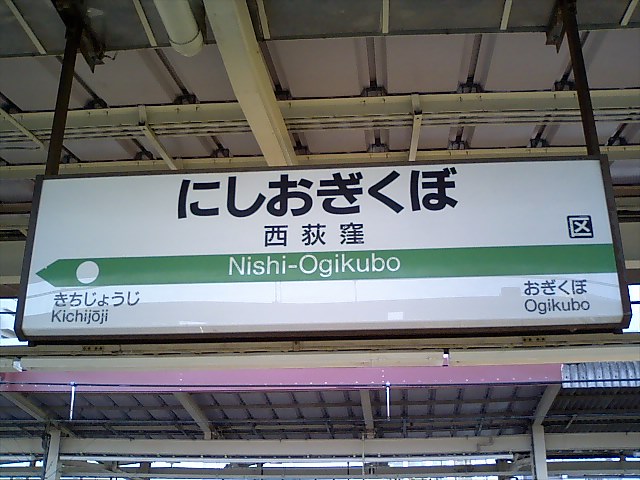 にしおぎくぼ
西荻窪
区
Nishi-Ogikubo
きちじょうじ
Kichijōji
おぎくぼ
Ogikubo